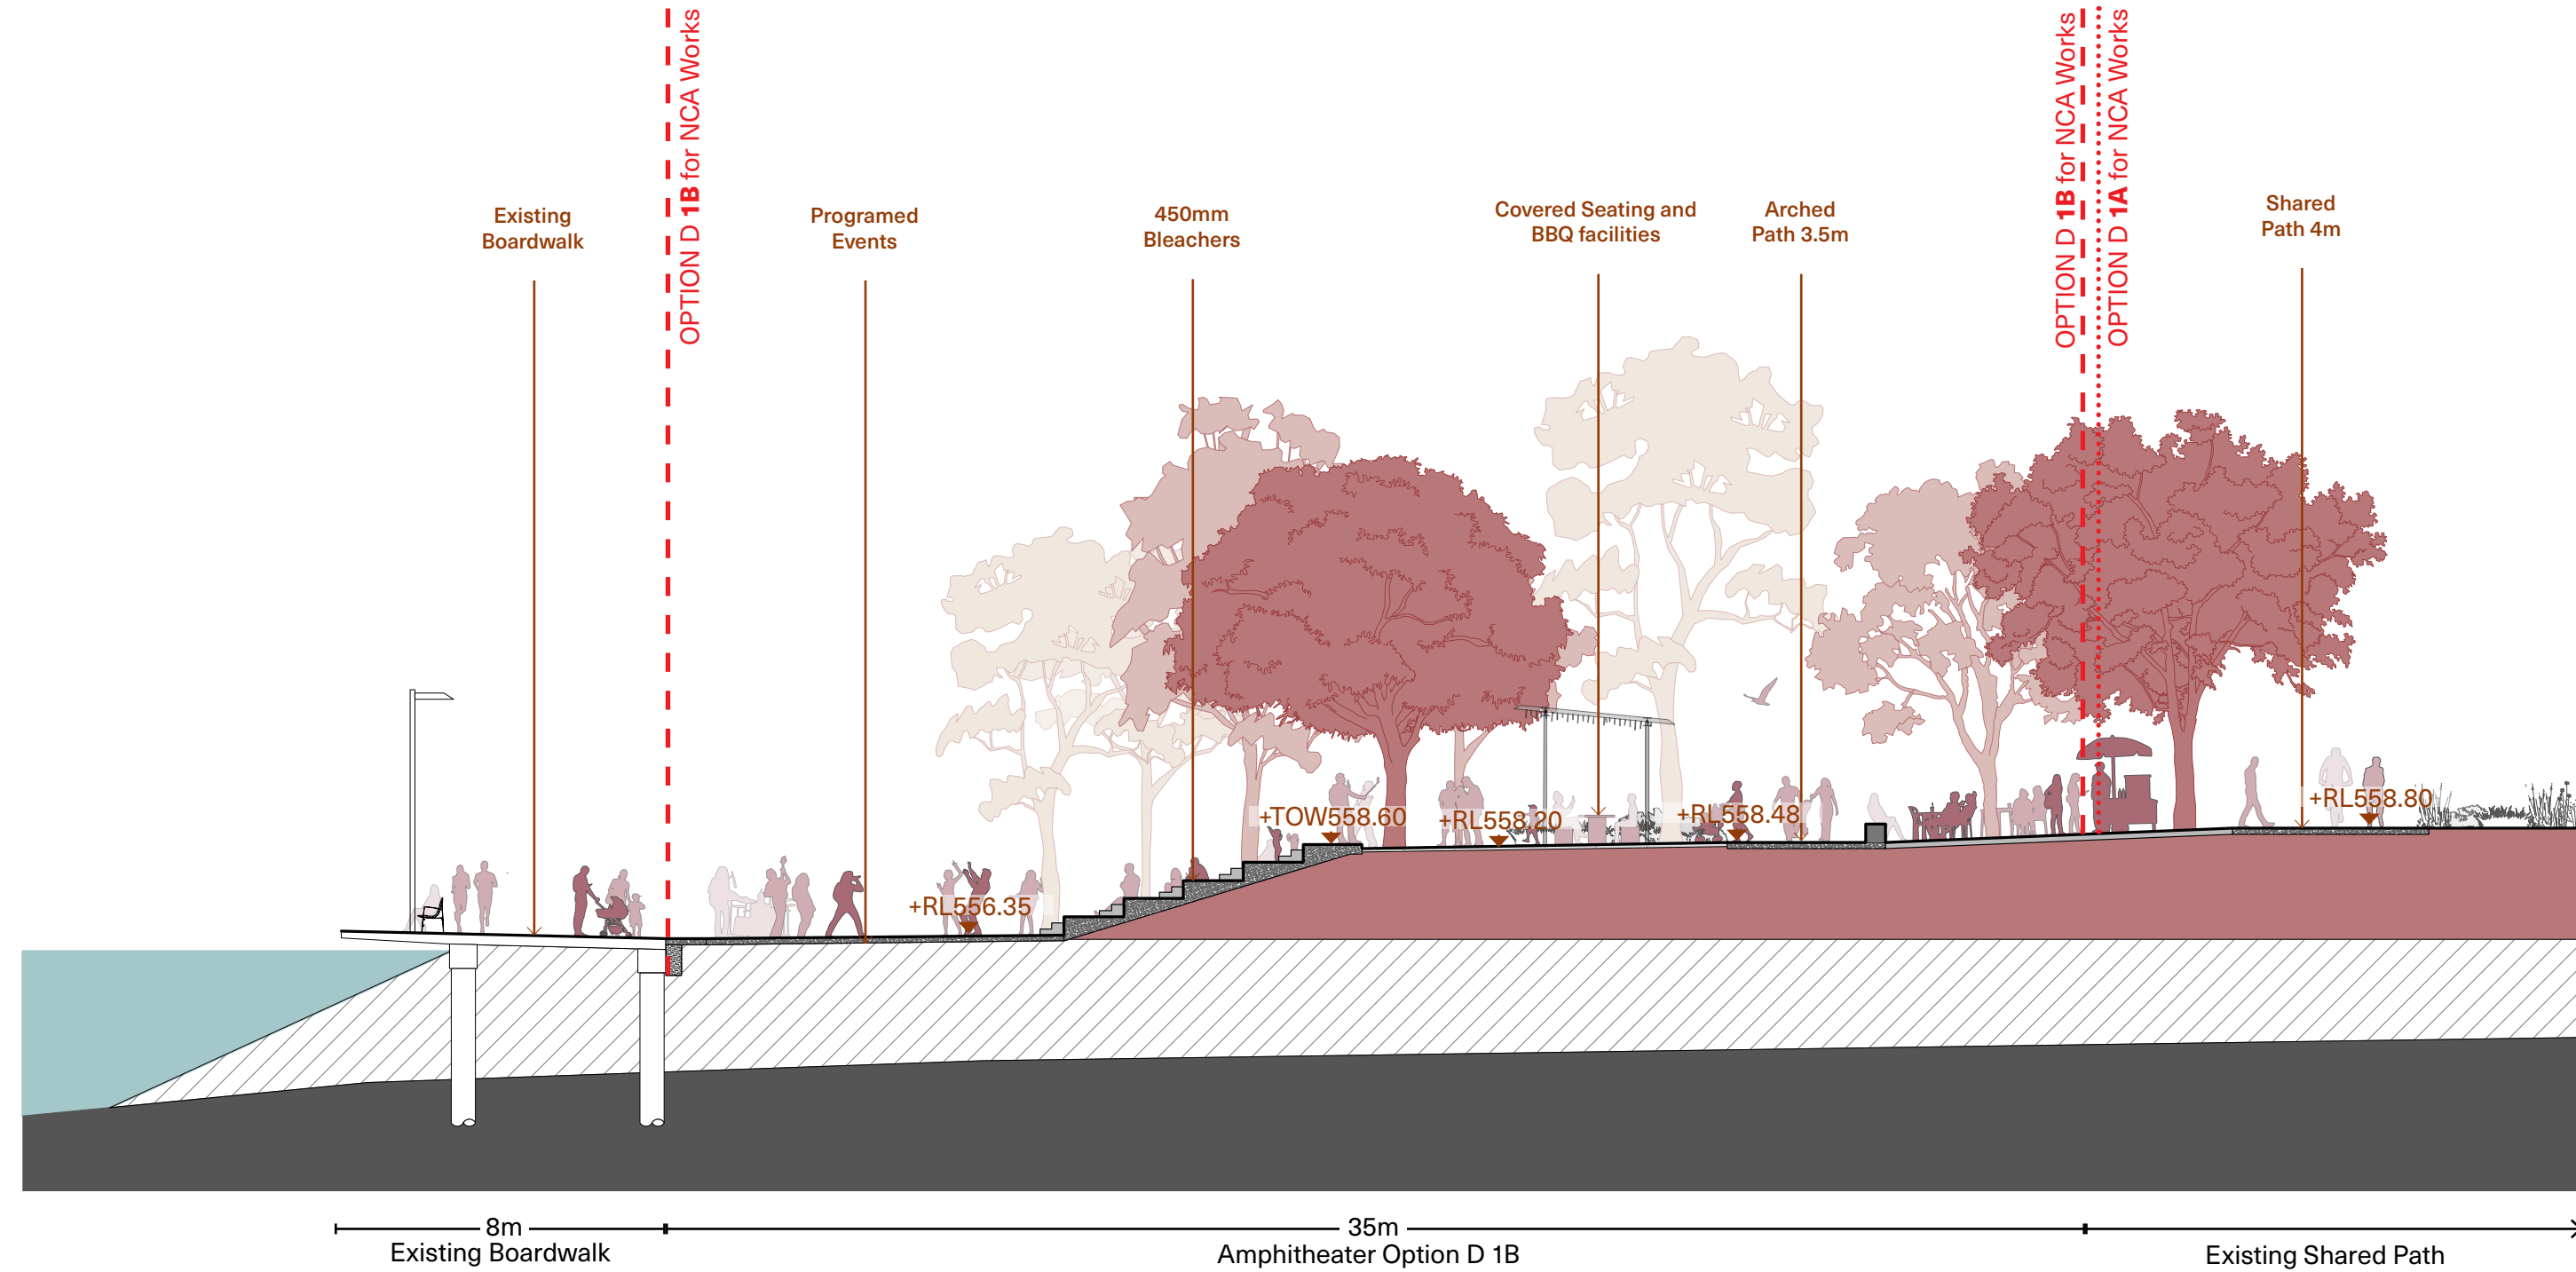 OPTION D 1B for NCA Works
OPTION D 1B for NCA Works
OPTION D 1A for NCA Works
Existing
Boardwalk
Programed
Events
450mm
Bleachers
Covered Seating and
BBQ facilities
Arched
Path 3.5m
Shared
Path 4m
+RL556.35
+TOW558.60
+RL558.20
+RL558.48
+RL558.80
8m
Existing Boardwalk
35m
Amphitheater Option D 1B
Existing Shared Path